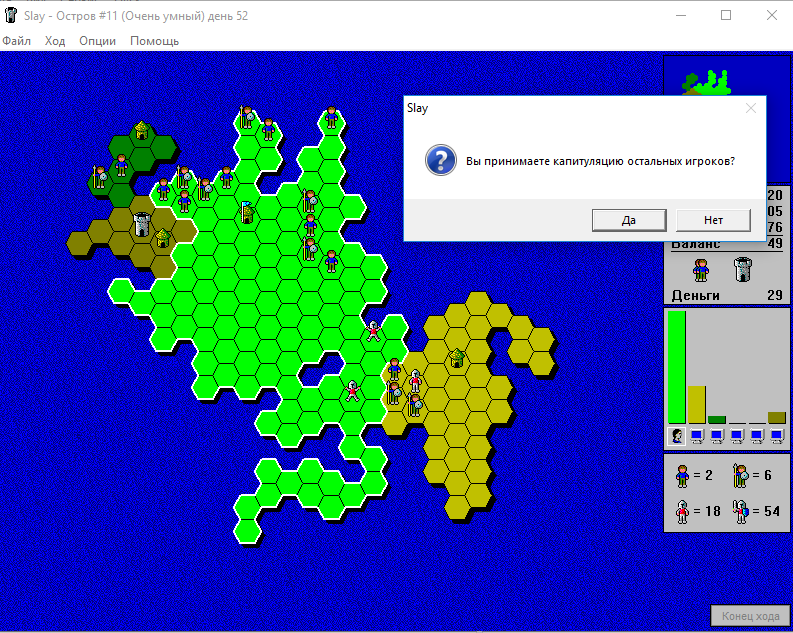 Slay - Остров #11 (Очень умный) день 52
Файл Ход Опции Помощь
Slay
Вы принимаете капитуляцию остальных игроков?
Да Нет
20
05
76
Баланс 49
Деньги 29
= 2 = 6
= 18 = 54
Конец хода